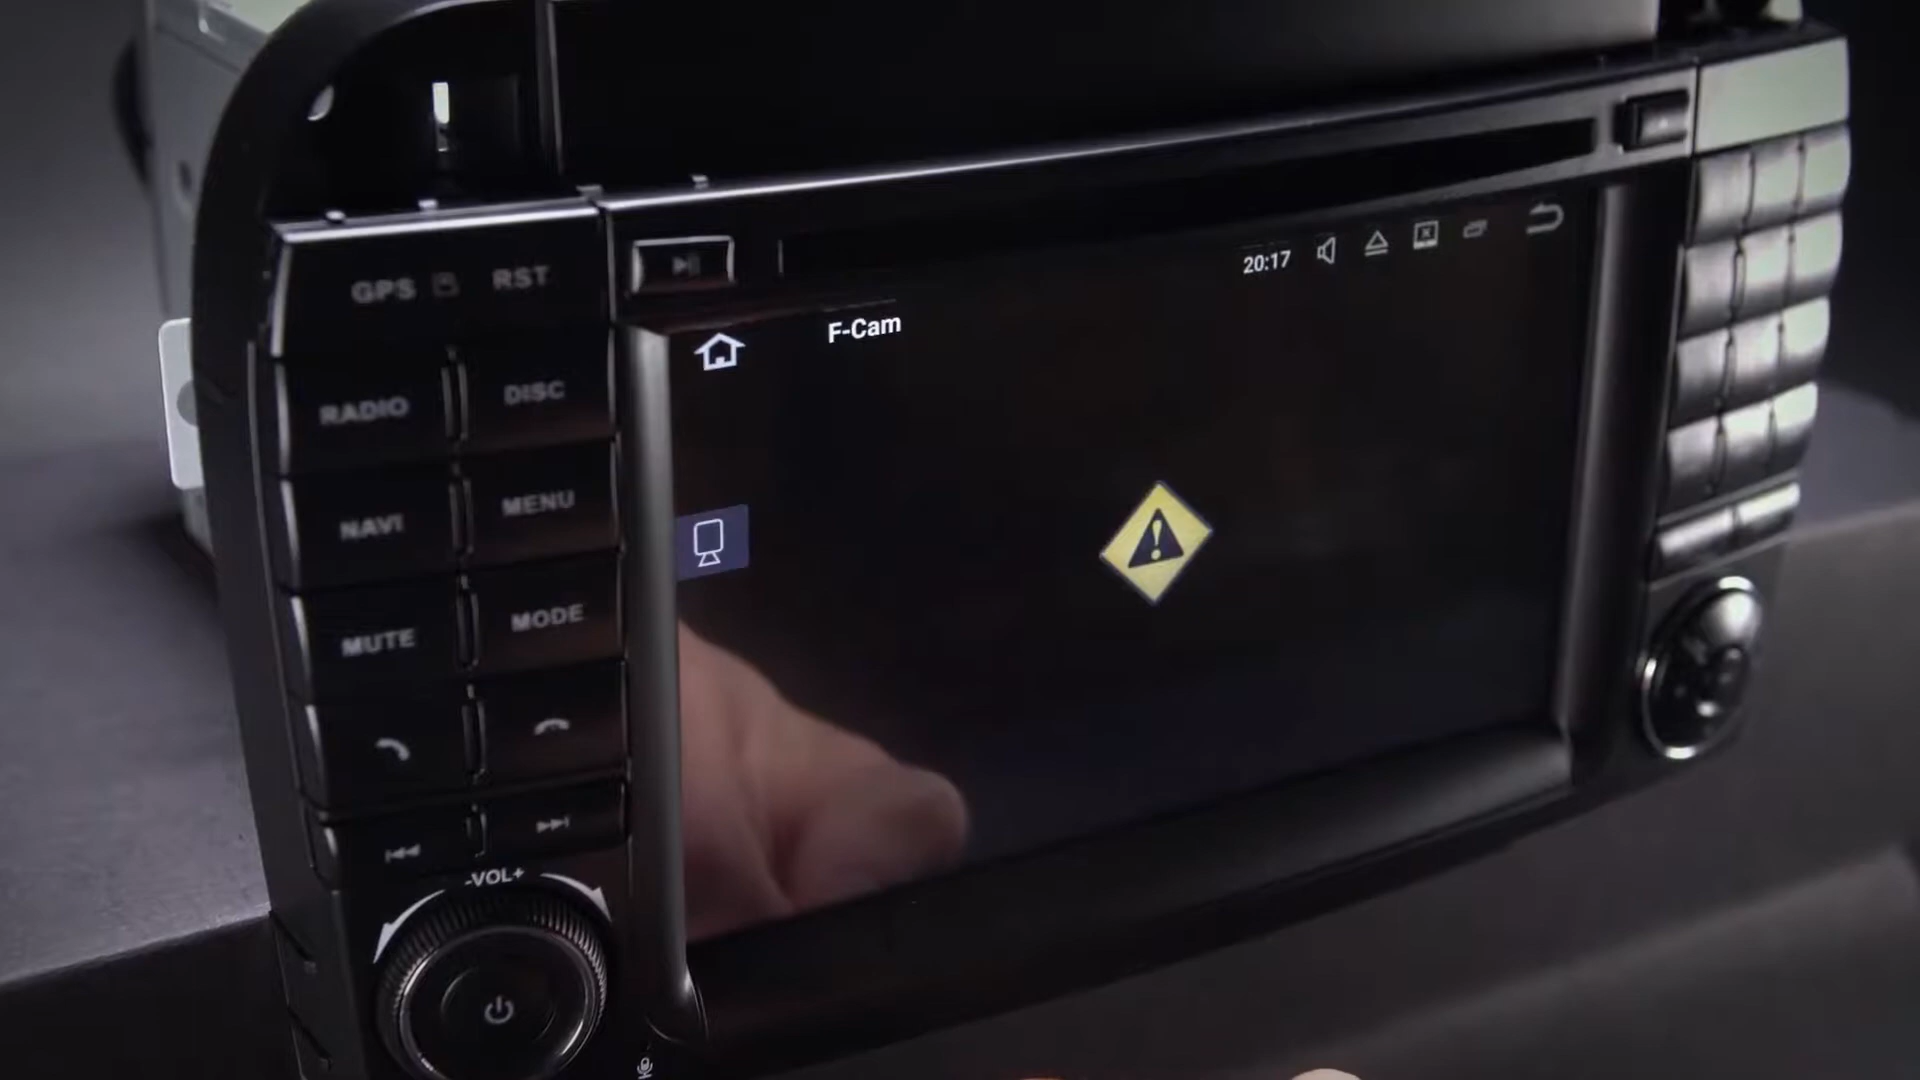 GPS RST
20:17
F-Cam
RADIO DISC
NAVI MENU
MUTE MODE
-VOL+